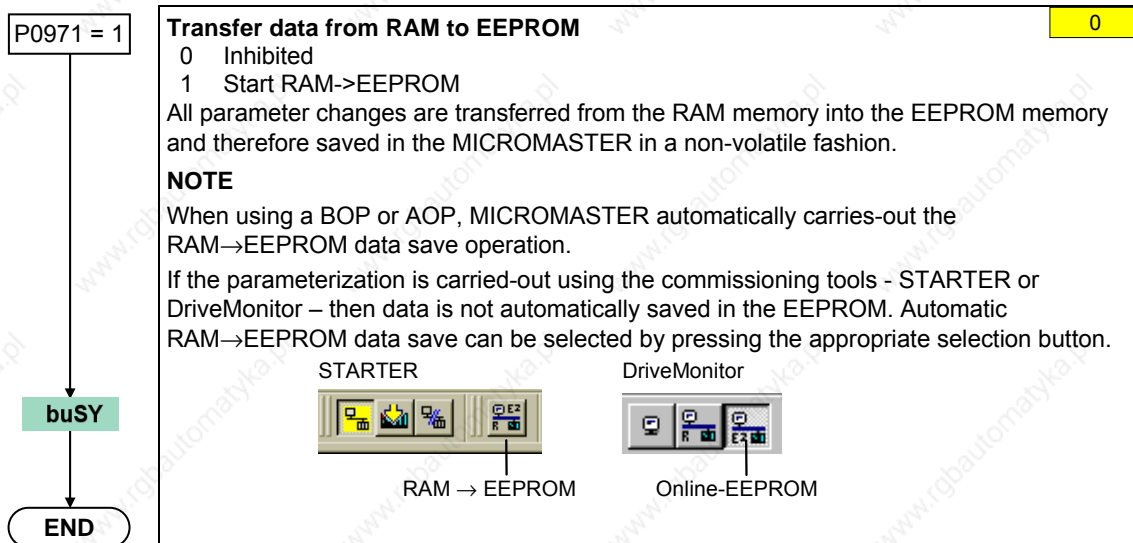 P0971 = 1
Transfer data from RAM to EEPROM
0
0 Inhibited
1 Start RAM->EEPROM
All parameter changes are transferred from the RAM memory into the EEPROM memory
and therefore saved in the MICROMASTER in a non-volatile fashion.
NOTE
When using a BOP or AOP, MICROMASTER automatically carries-out the
RAM→EEPROM data save operation.
If the parameterization is carried-out using the commissioning tools - STARTER or
DriveMonitor – then data is not automatically saved in the EEPROM. Automatic
RAM→EEPROM data save can be selected by pressing the appropriate selection button.
STARTER
DriveMonitor
buSY
E2
R
R
E2
RAM → EEPROM
Online-EEPROM
END
www.rgbautomatyka.pl